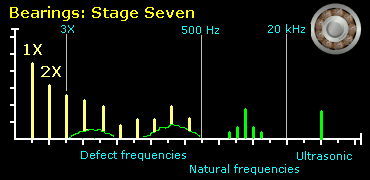 Bearings: Stage Seven
3X
500 Hz
20 kHz
1X
2X
Defect frequencies
Natural frequencies
Ultrasonic